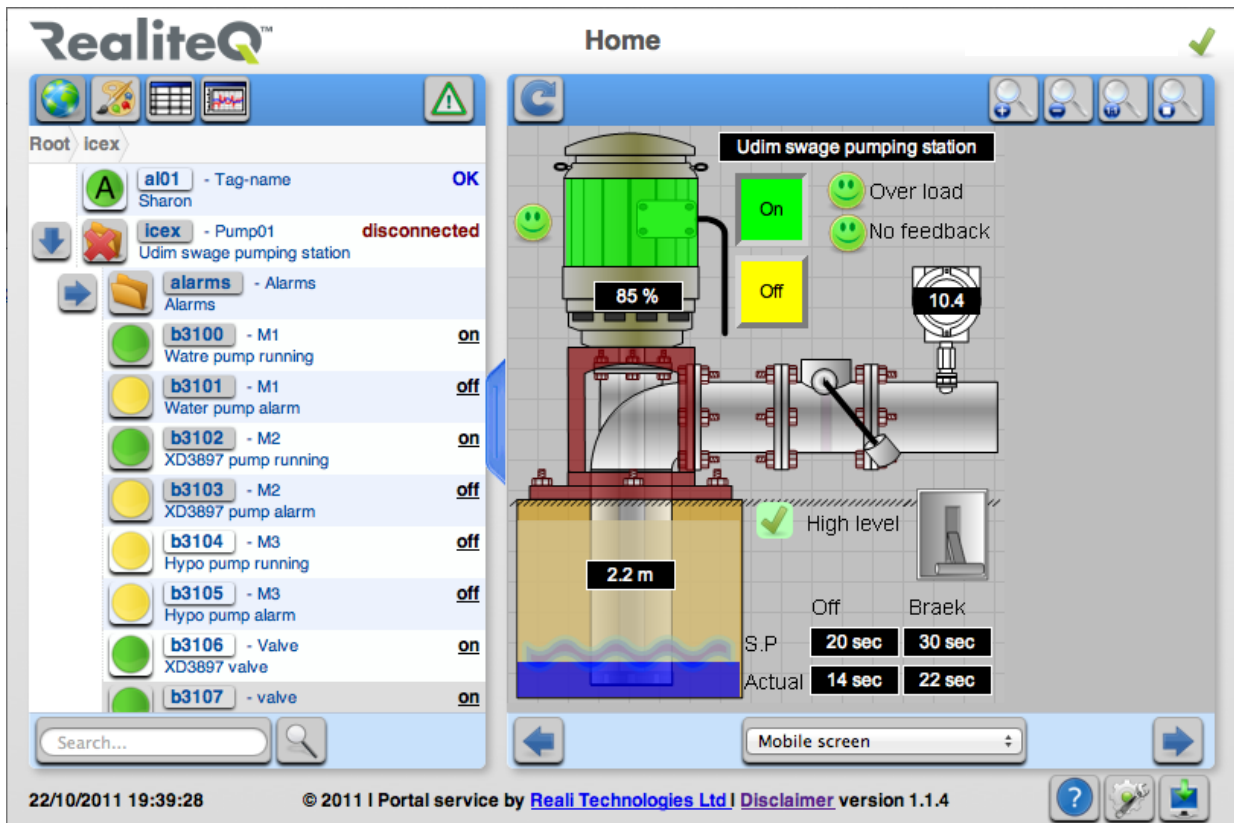 RealiteQ™
Home
Root icex
A al01 - Tag-name OK
Sharon
icex - Pump01 disconnected
Udim swage pumping station
alarms - Alarms
Alarms
b3100 - M1 on
Watre pump running
b3101 - M1 off
Water pump alarm
b3102 - M2 on
XD3897 pump running
b3103 - M2 off
XD3897 pump alarm
b3104 - M3 off
Hypo pump running
b3105 - M3 off
Hypo pump alarm
b3106 - Valve on
XD3897 valve
b3107 - valve on
Search...
Udim swage pumping station
On
Over load
No feedback
Off
85 %
10.4
High level
2.2 m
Off Braek
S.P 20 sec 30 sec
Actual 14 sec 22 sec
Mobile screen
22/10/2011 19:39:28 © 2011 I Portal service by Reali Technologies Ltd I Disclaimer version 1.1.4